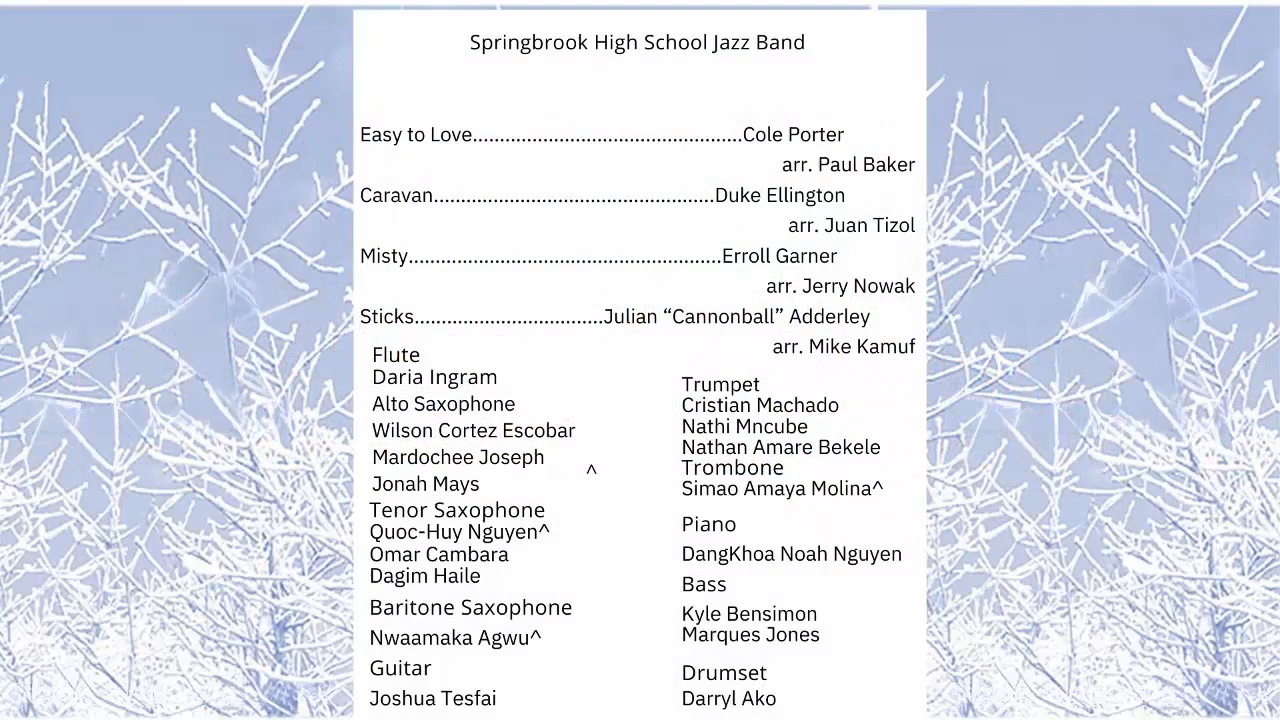 Springbrook High School Jazz Band
Easy to Love.................................................Cole Porter
arr. Paul Baker
Caravan...................................................Duke Ellington
arr. Juan Tizol
Misty.........................................................Erroll Garner
arr. Jerry Nowak
Sticks..................................Julian “Cannonball” Adderley
arr. Mike Kamuf
Flute
Daria Ingram
Alto Saxophone
Wilson Cortez Escobar
Mardochee Joseph
^
Jonah Mays
Tenor Saxophone
Quoc-Huy Nguyen^
Omar Cambara
Dagim Haile
Baritone Saxophone
Nwaamaka Agwu^
Guitar
Joshua Tesfai
Trumpet
Cristian Machado
Nathi Mncube
Nathan Amare Bekele
Trombone
Simao Amaya Molina^
Piano
DangKhoa Noah Nguyen
Bass
Kyle Bensimon
Marques Jones
Drumset
Darryl Ako